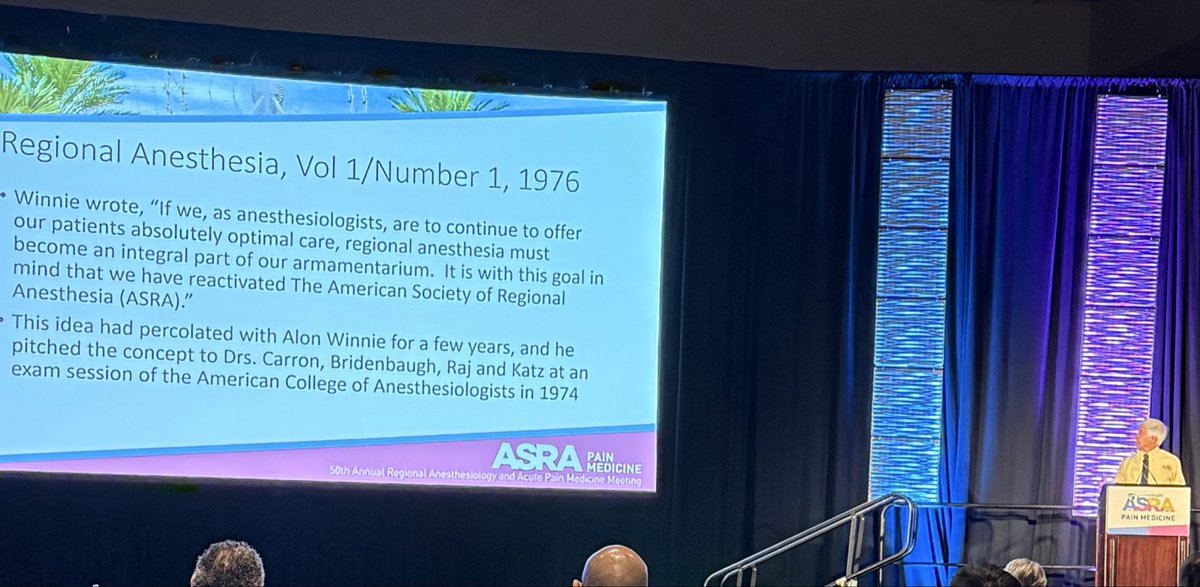 Regional Anesthesia, Vol 1/Number 1, 1976
• Winnie wrote, “If we, as anesthesiologists, are to continue to offer
our patients absolutely optimal care, regional anesthesia must
become an integral part of our armamentarium. It is with this goal in
mind that we have reactivated The American Society of Regional
Anesthesia (ASRA).”
• This idea had percolated with Alon Winnie for a few years, and he
pitched the concept to Drs. Carron, Bridenbaugh, Raj and Katz at an
exam session of the American College of Anesthesiologists in 1974
ASRA PAIN
MEDICINE
50th Annual Regional Anesthesiology and Acute Pain Medicine Meeting
ASRA
PAIN MEDICINE